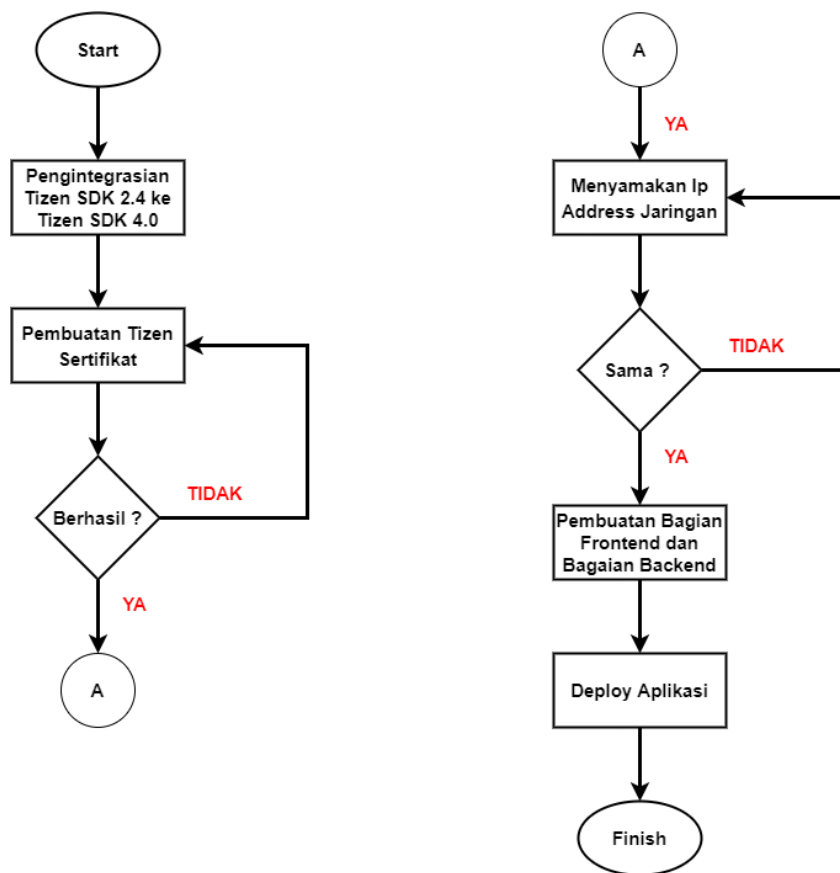 Start
Pengintegrasian
Tizen SDK 2.4 ke
Tizen SDK 4.0
Pembuatan Tizen
Sertifikat
Berhasil ?
TIDAK
YA
A
A
YA
Menyamakan Ip
Address Jaringan
Sama ?
TIDAK
YA
Pembuatan Bagian
Frontend dan
Bagaian Backend
Deploy Aplikasi
Finish